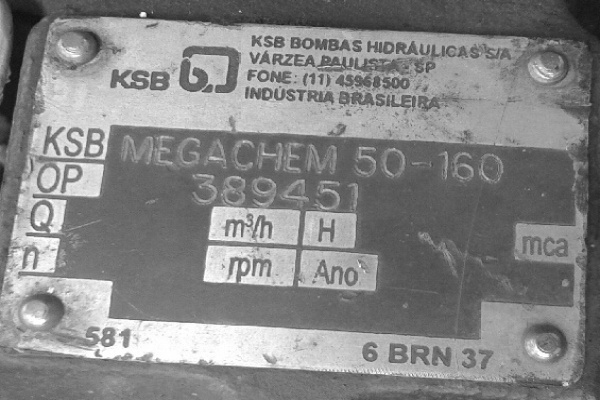 KSB
KSB BOMBAS HIDRÁULICAS S/A
VÁRZEA PAULISTA - SP
FONE: (11) 45968500
INDÚSTRIA BRASILEIRA
KSB MEGACHEM 50-160
OP 389451
Q m³/h H mca
n rpm Ano
581 6 BRN 37